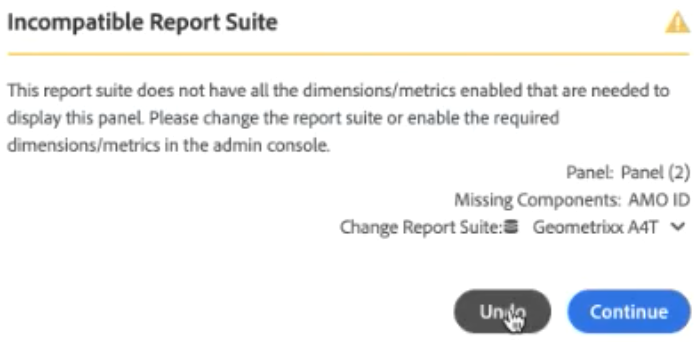 Incompatible Report Suite
This report suite does not have all the dimensions/metrics enabled that are needed to
display this panel. Please change the report suite or enable the required
dimensions/metrics in the admin console.
Panel: Panel (2)
Missing Components: AMO ID
Change Report Suite: Geometrixx A4T
Undo Continue